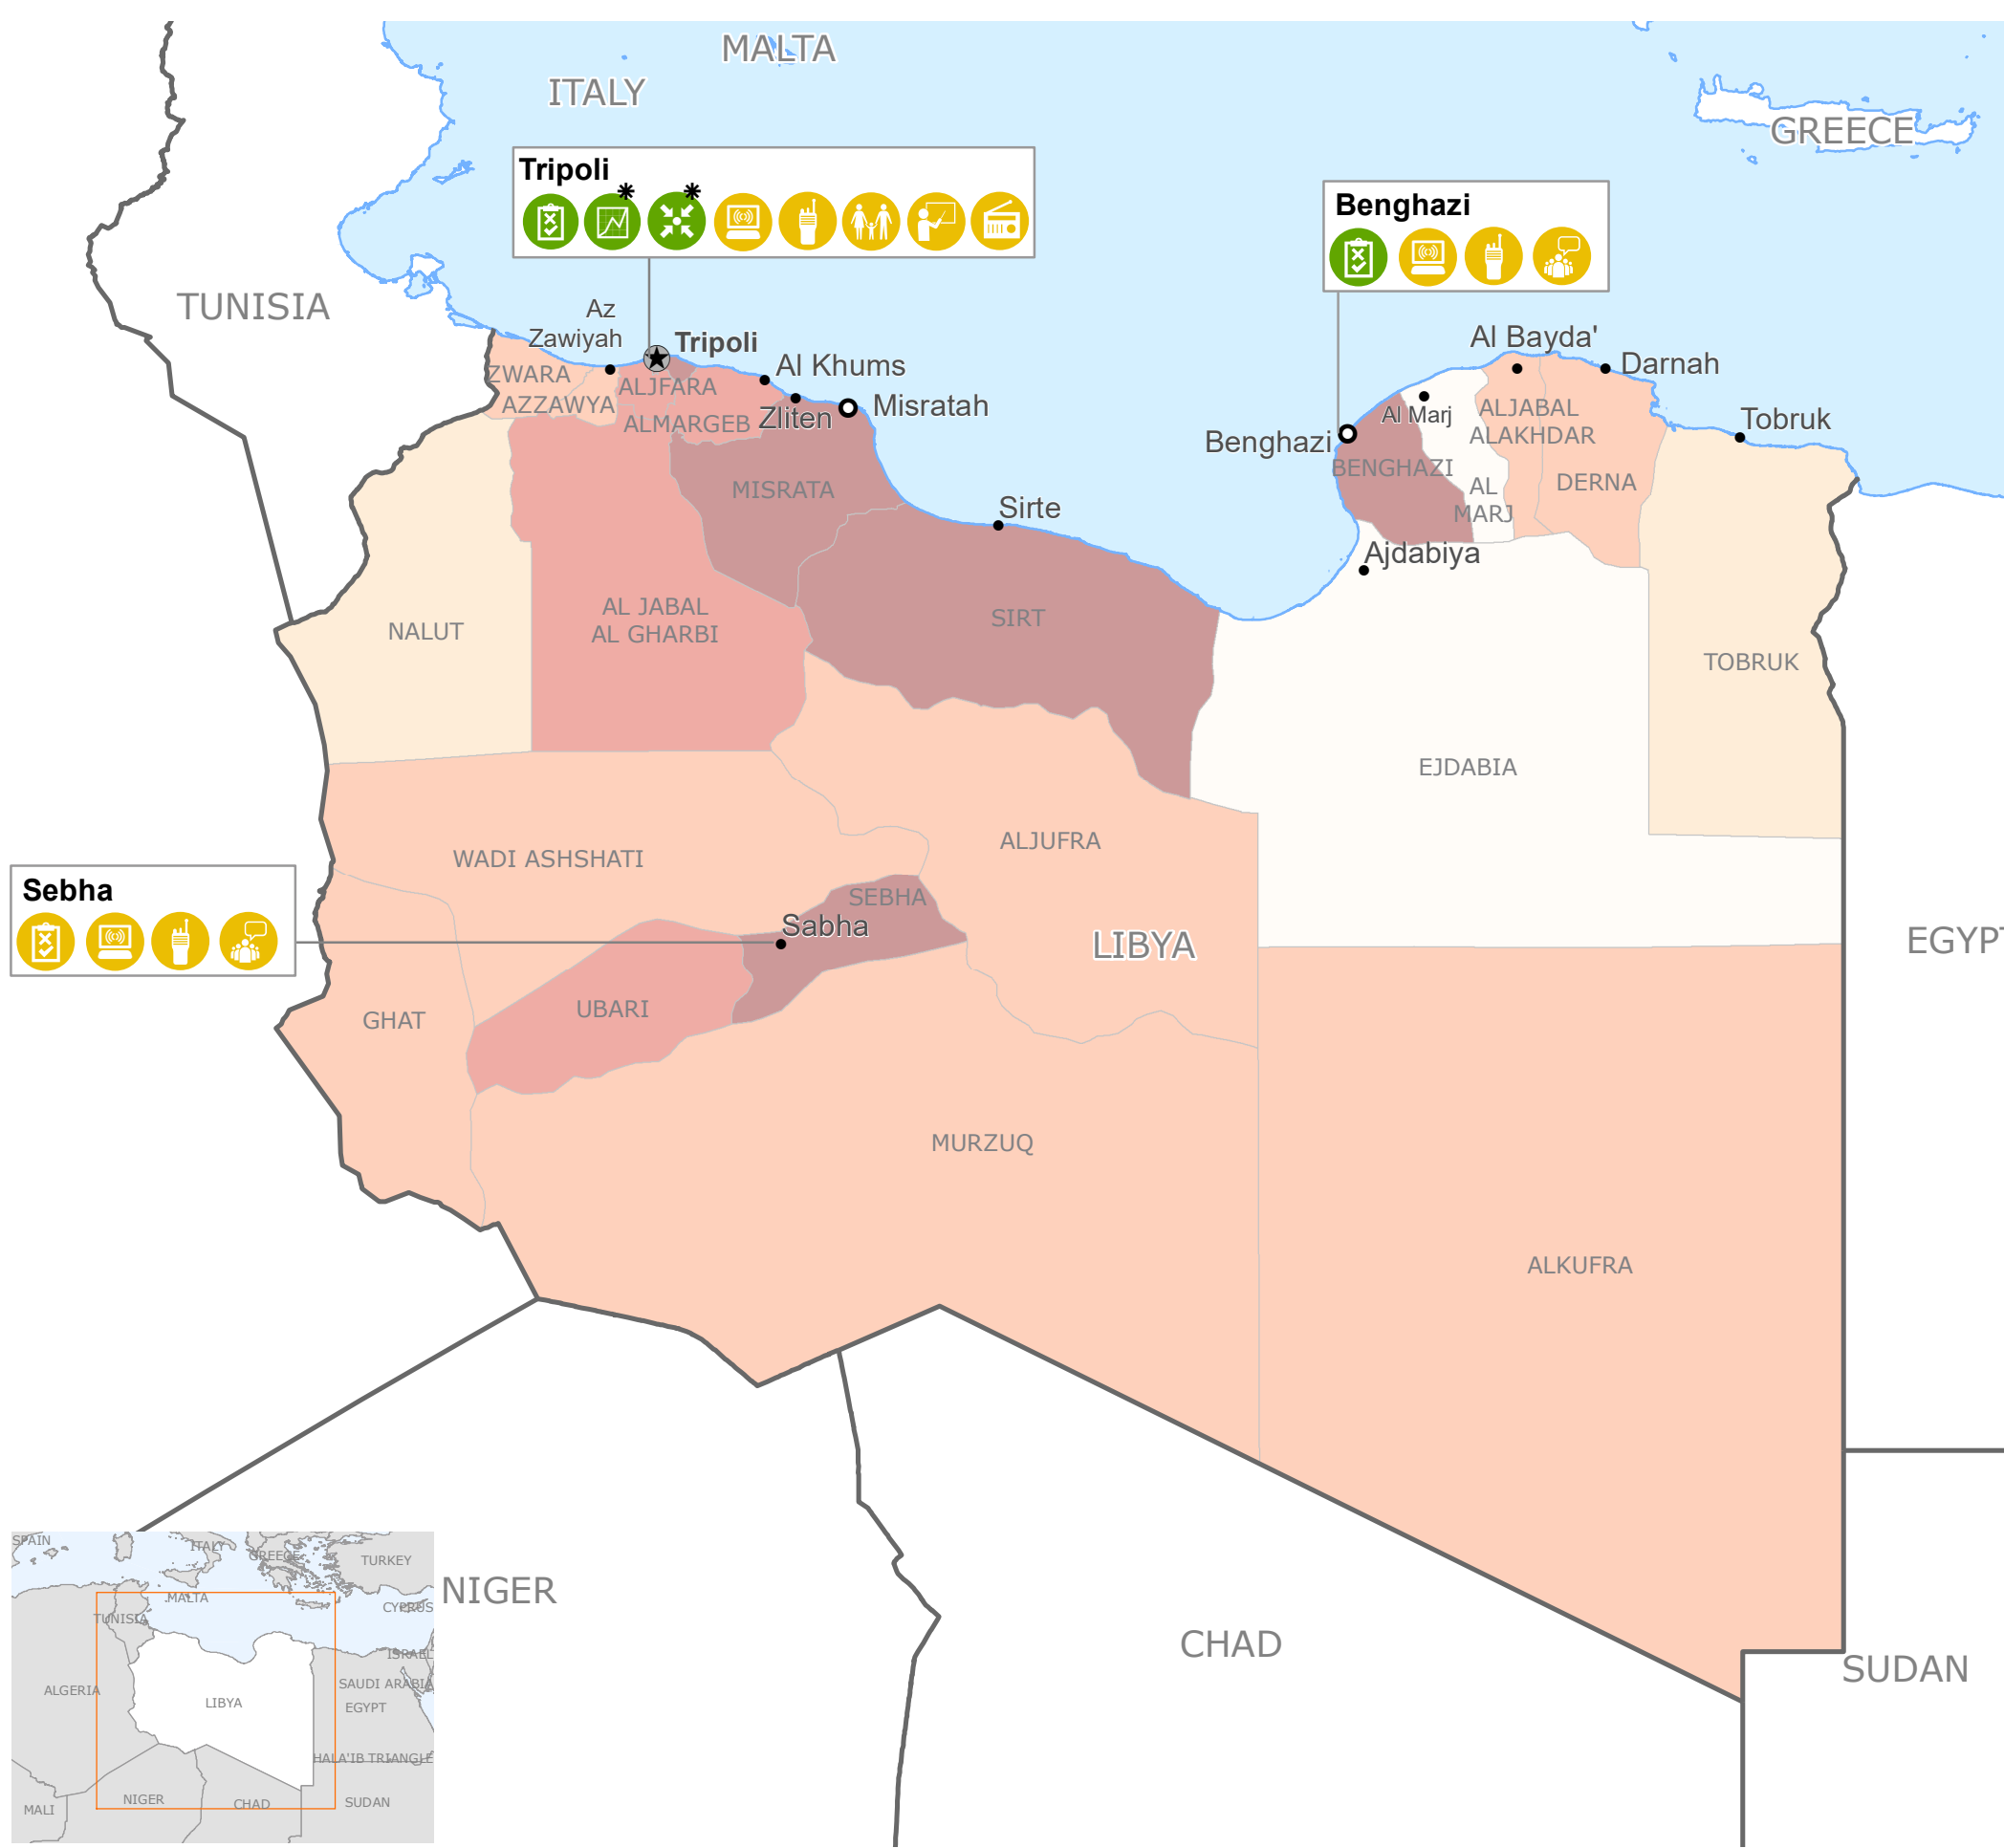 MALTA
ITALY
GREECE
Tripoli
Benghazi
TUNISIA
Az
Zawiyah
Tripoli
Al Khums
Zliten
Misratah
Al Bayda'
Darnah
Al Marj
Tobruk
Benghazi
ZWARA
AZZAWYA
ALJFARA
ALMARGEB
MISRATA
Sirte
BENGHAZI
AL
MARJ
ALJABAL
ALAKHDAR
DERNA
Ajdabiya
NALUT
AL JABAL
AL GHARBI
SIRT
TOBRUK
EJDABIA
WADI ASHSHATI
ALJUFRA
Sebha
SEBHA
Sabha
LIBYA
EGYPT
GHAT
UBARI
MURZUQ
ALKUFRA
NIGER
CHAD
SUDAN
SPAIN
ITALY
GREECE
TURKEY
MALTA
CYPRUS
TUNISIA
ISRAEL
ALGERIA
SAUDI ARABIA
LIBYA
EGYPT
HALA'IB TRIANGLE
NIGER
CHAD
SUDAN
MALI